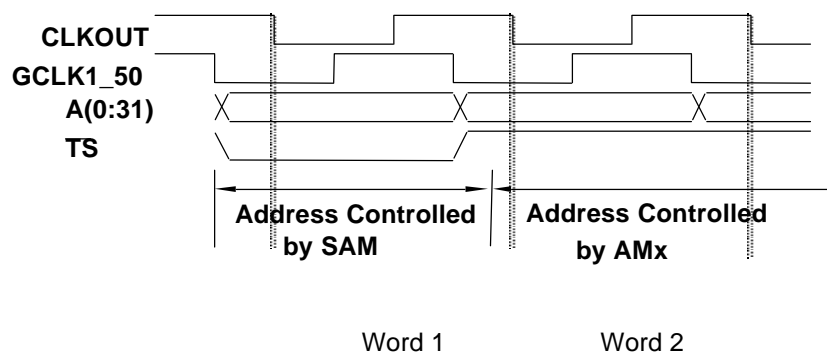 CLKOUT
GCLK1_50
A(0:31)
TS
Address Controlled
by SAM
Address Controlled
by AMx
Word 1
Word 2